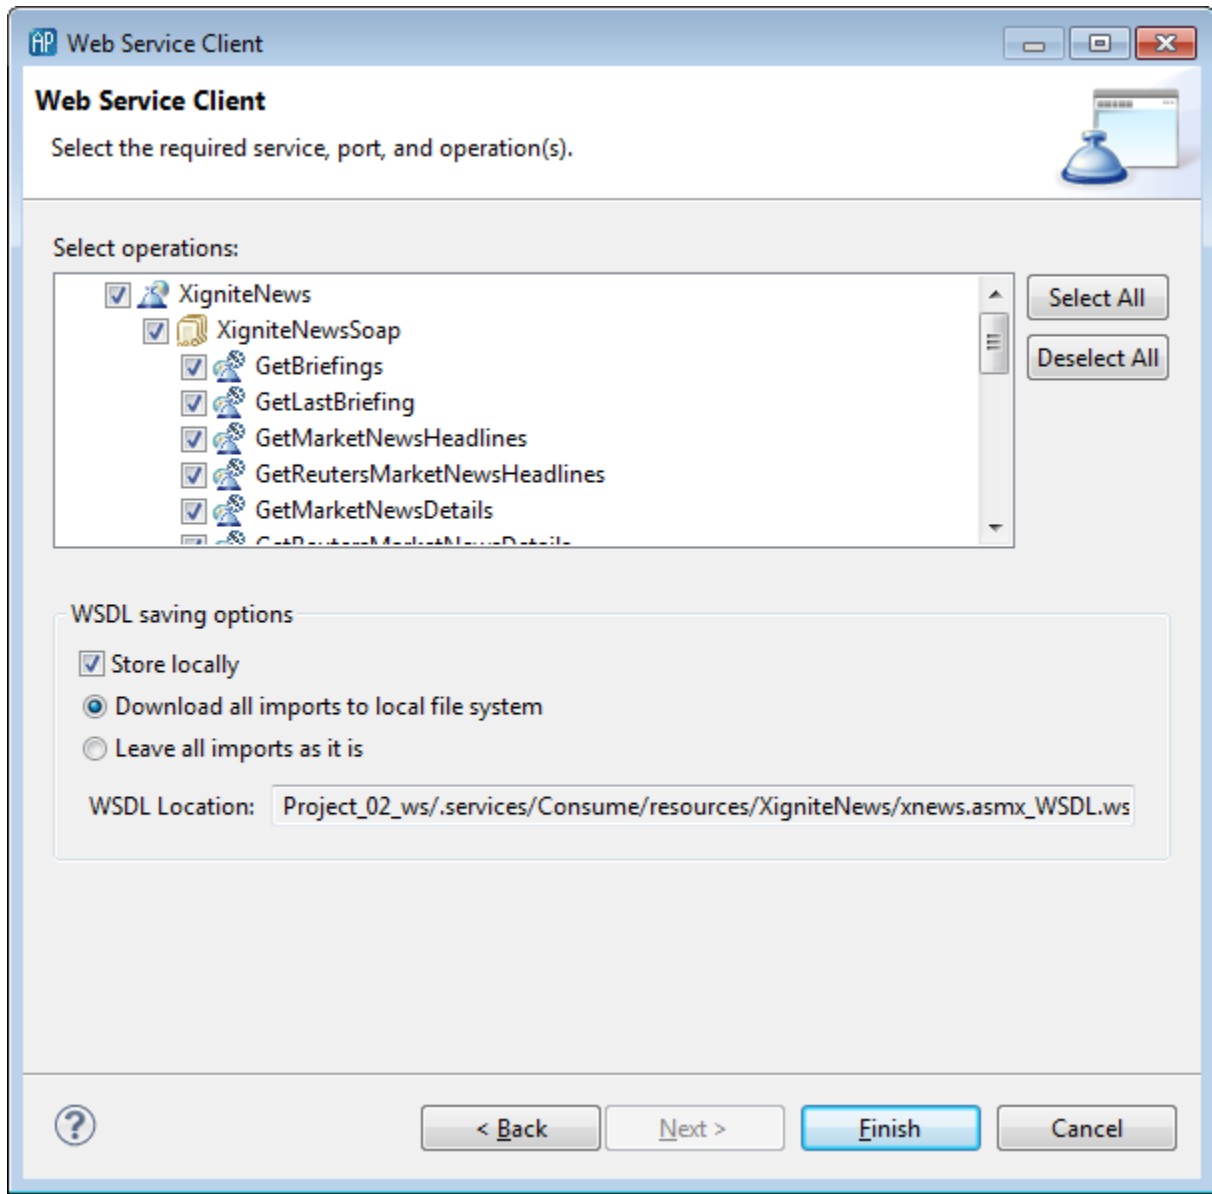 AP Web Service Client
Web Service Client
Select the required service, port, and operation(s).
Select operations:
XigniteNews
XigniteNewsSoap
GetBriefings
GetLastBriefing
GetMarketNewsHeadlines
GetReutersMarketNewsHeadlines
GetMarketNewsDetails
GetReutersMarketNewsDetails
Select All
Deselect All
WSDL saving options
Store locally
Download all imports to local file system
Leave all imports as it is
WSDL Location: Project_02_ws/.services/Consume/resources/XigniteNews/xnews.asmx_WSDL.ws
? < Back Next > Finish Cancel